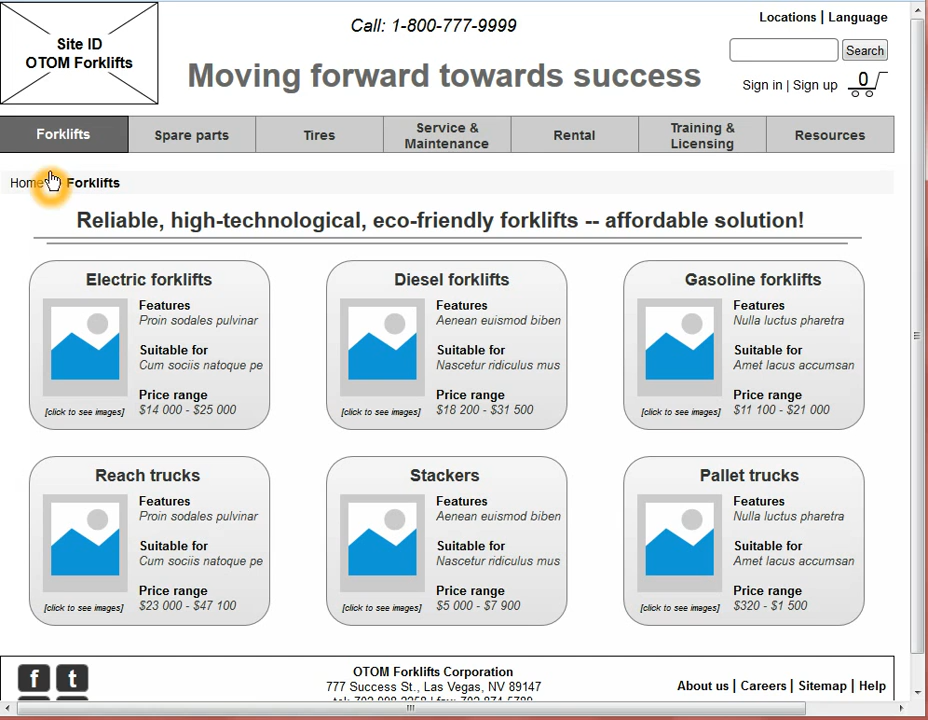 Site ID
OTOM Forklifts
Call: 1-800-777-9999
Moving forward towards success
Locations | Language
Search
Sign in | Sign up
0
Forklifts
Spare parts
Tires
Service &
Maintenance
Rental
Training &
Licensing
Resources
Home
Forklifts
Reliable, high-technological, eco-friendly forklifts -- affordable solution!
Electric forklifts
Features
Proin sodales pulvinar
Suitable for
Cum sociis natoque pe
Price range
$14 000 - $25 000
[click to see images]
Diesel forklifts
Features
Aenean euismod biben
Suitable for
Nascetur ridiculus mus
Price range
$18 200 - $31 500
[click to see images]
Gasoline forklifts
Features
Nulla luctus pharetra
Suitable for
Amet lacus accumsan
Price range
$11 100 - $21 000
[click to see images]
Reach trucks
Features
Proin sodales pulvinar
Suitable for
Cum sociis natoque pe
Price range
$23 000 - $47 100
[click to see images]
Stackers
Features
Aenean euismod biben
Suitable for
Nascetur ridiculus mus
Price range
$5 000 - $7 900
[click to see images]
Pallet trucks
Features
Nulla luctus pharetra
Suitable for
Amet lacus accumsan
Price range
$320 - $1 500
[click to see images]
f t
OTOM Forklifts Corporation
777 Success St., Las Vegas, NV 89147
About us | Careers | Sitemap | Help